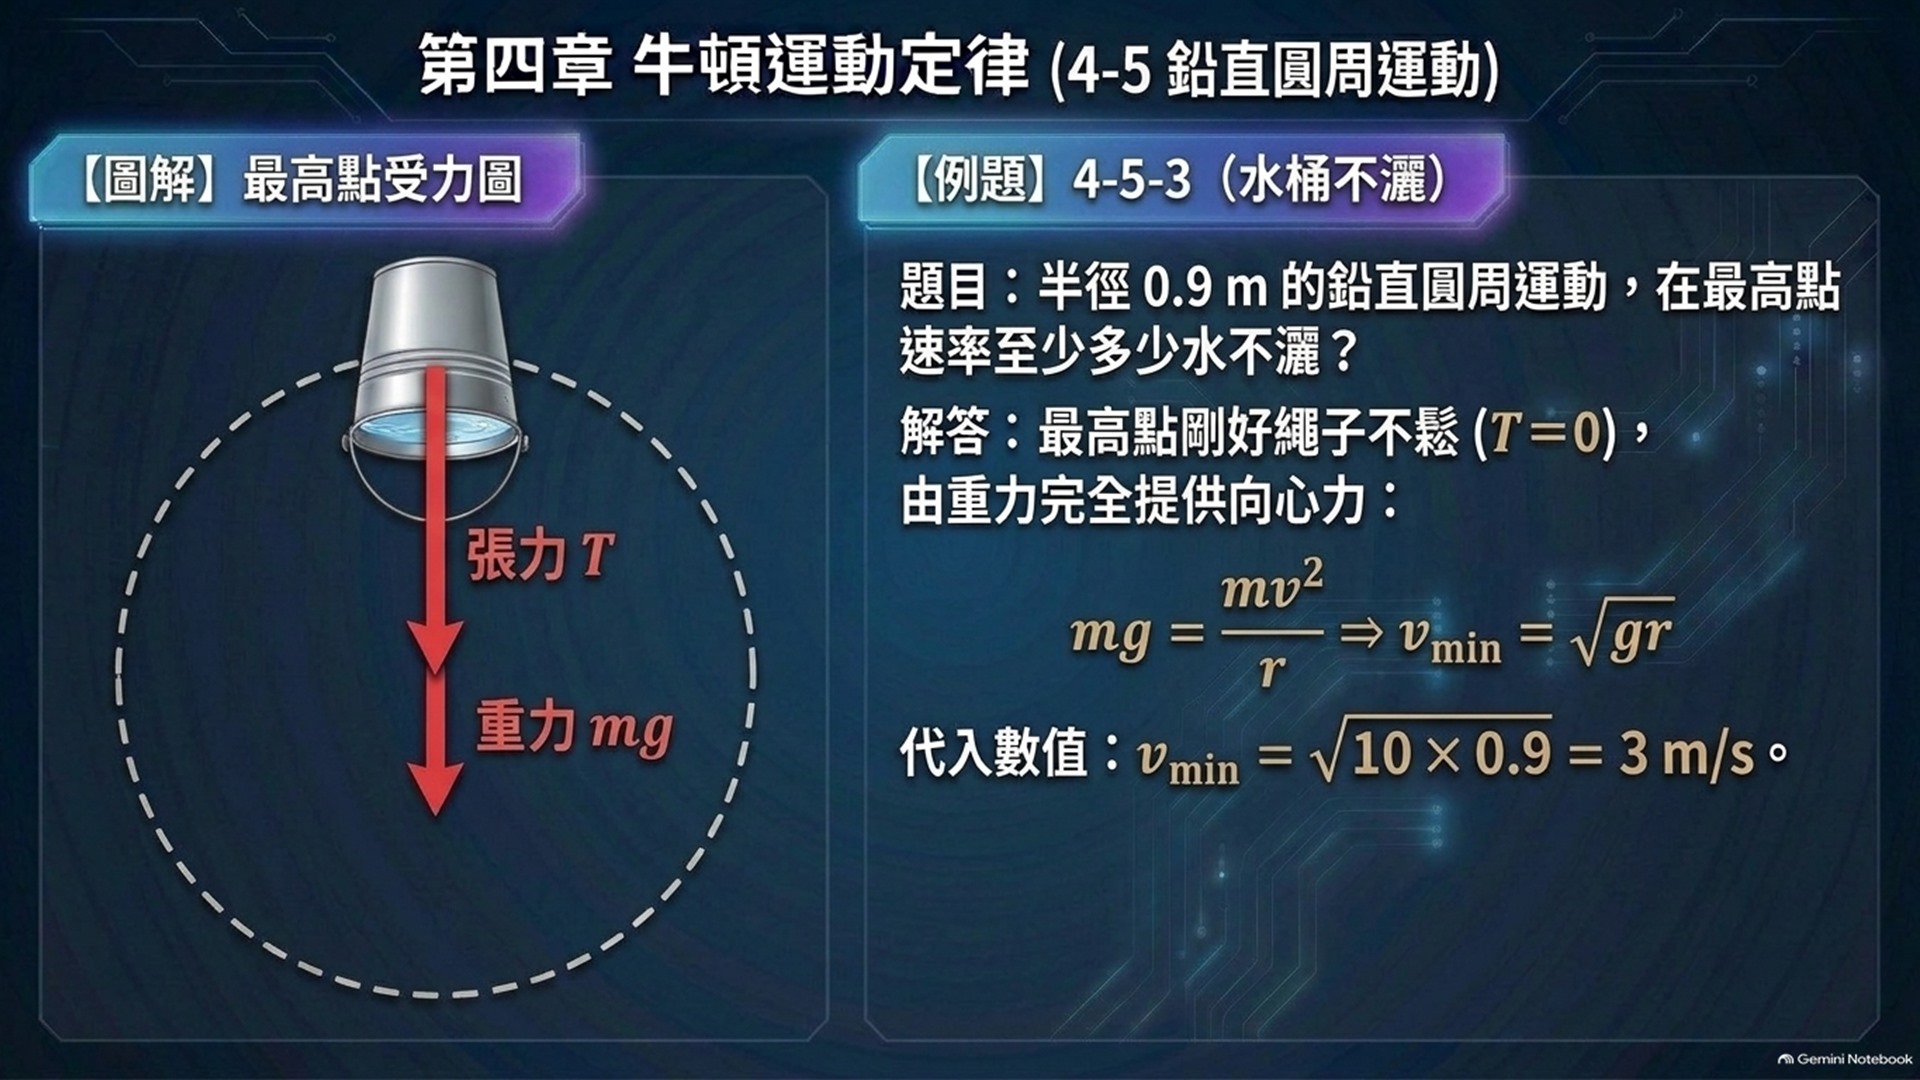 第四章 牛頓運動定律 (4-5 鉛直圓周運動)
【圖解】最高點受力圖
張力 T
重力 mg
【例題】4-5-3（水桶不灑）
題目：半徑 0.9 m 的鉛直圓周運動，在最高點
速率至少多少水不灑？
解答：最高點剛好繩子不鬆 (T=0)，
由重力完全提供向心力：
mg = mv²/r ⇒ v_min = √gr
代入數值：v_min = √10 × 0.9 = 3 m/s。
Gemini Notebook